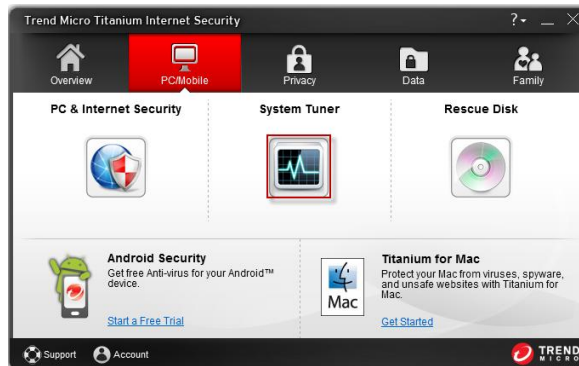 Trend Micro Titanium Internet Security
?
Overview
PC/Mobile
Privacy
Data
Family
PC & Internet Security
System Tuner
Rescue Disk
Android Security
Get free Anti-virus for your Android™
device.
Start a Free Trial
Mac
Titanium for Mac
Protect your Mac from viruses, spyware,
and unsafe websites with Titanium for
Mac.
Get Started
Support
Account
TREND
MICRO